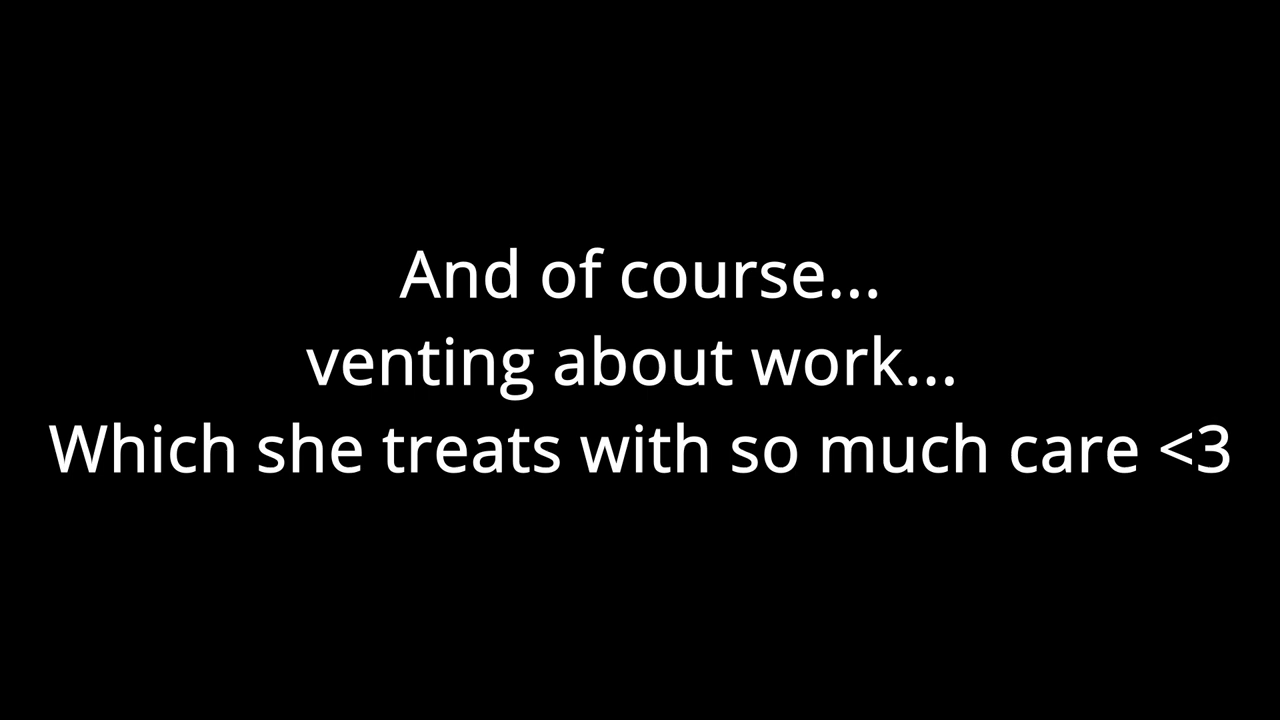 And of course...
venting about work...
Which she treats with so much care <3